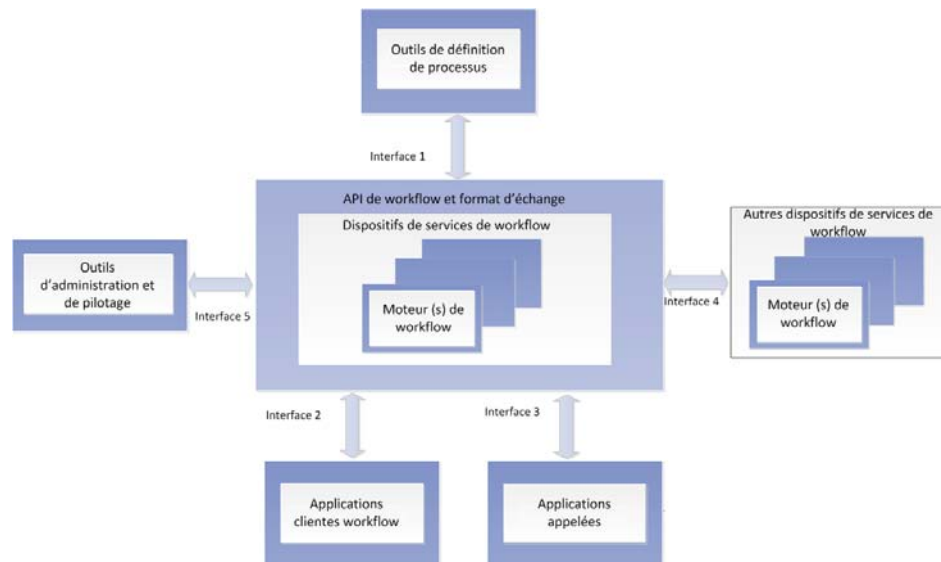 Outils de définition
de processus
Interface 1
API de workflow et format d'échange
Dispositifs de services de workflow
Moteur (s) de
workflow
Autres dispositifs de services de
workflow
Moteur (s) de
workflow
Interface 4
Outils
d'administration et
de pilotage
Interface 5
Interface 2
Interface 3
Applications
clientes workflow
Applications
appelées